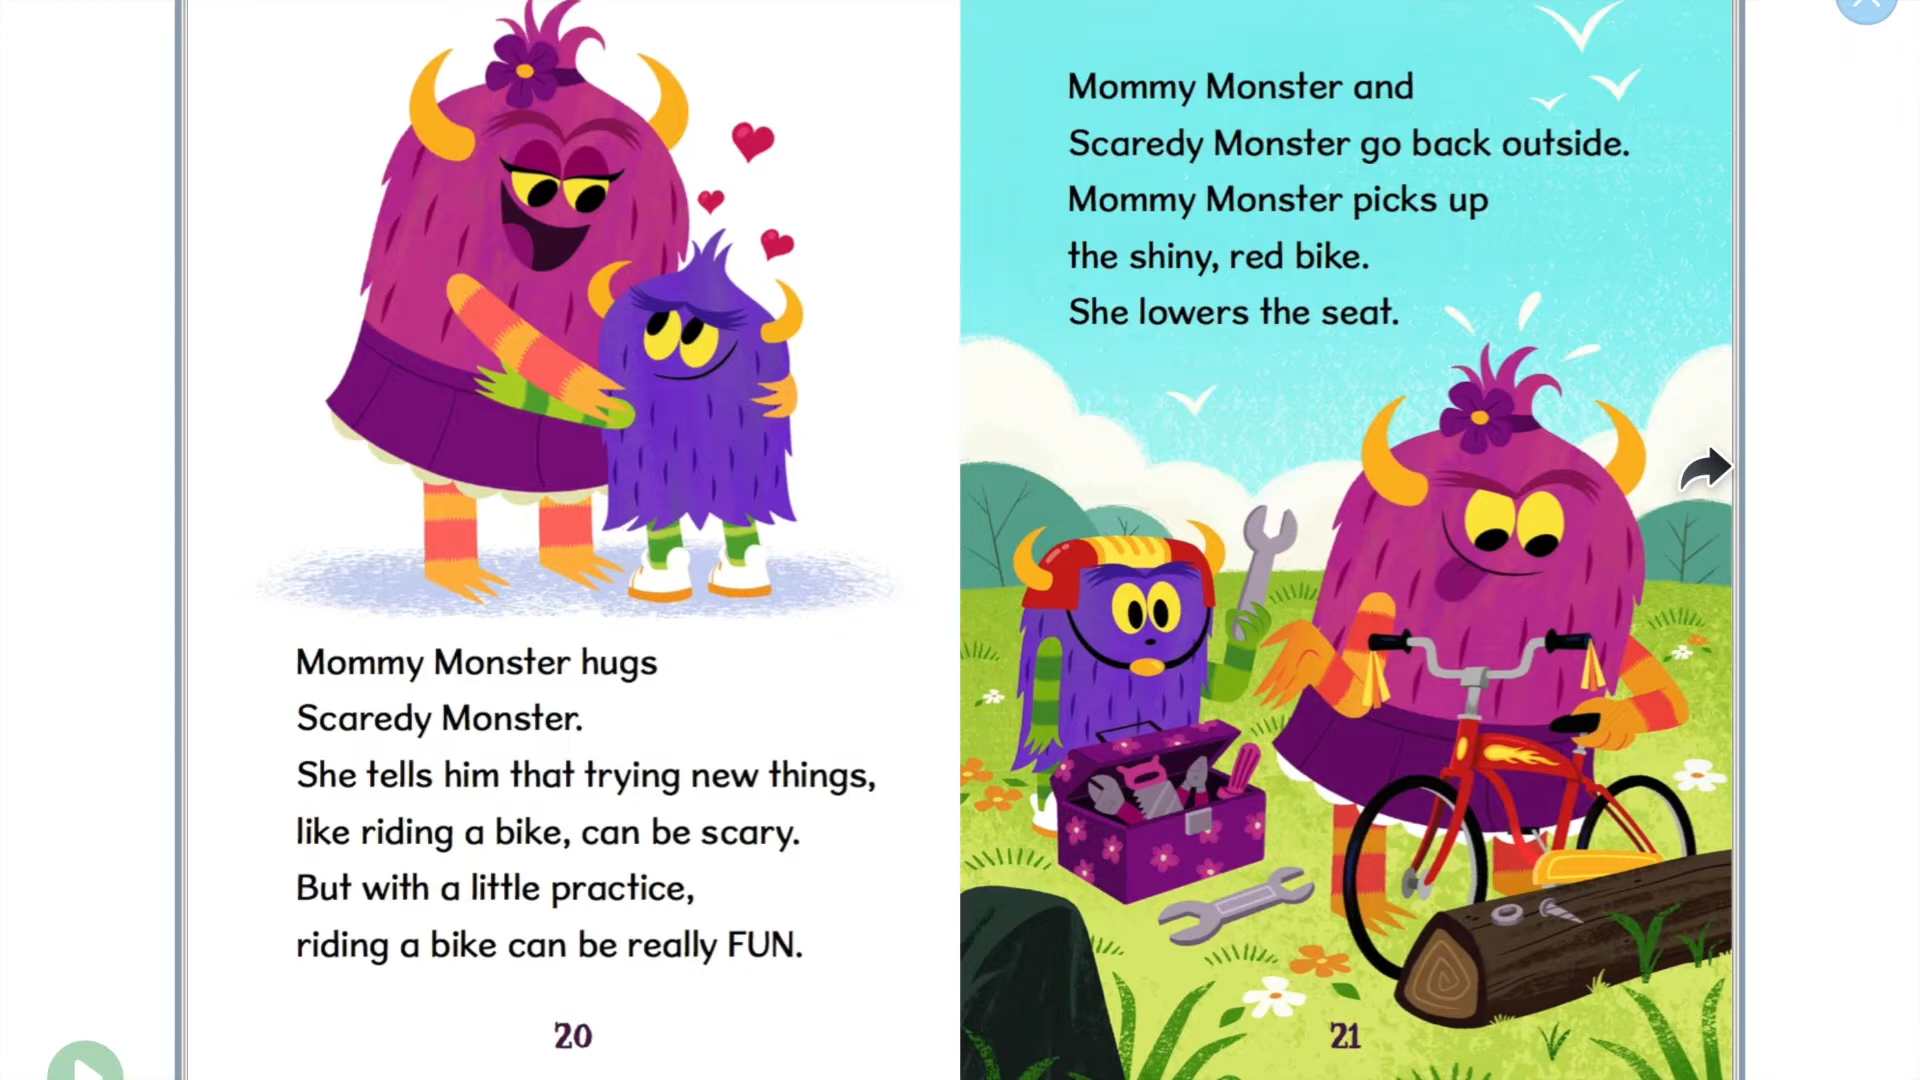 Mommy Monster hugs
Scaredy Monster.
She tells him that trying new things,
like riding a bike, can be scary.
But with a little practice,
riding a bike can be really FUN.
20
Mommy Monster and
Scaredy Monster go back outside.
Mommy Monster picks up
the shiny, red bike.
She lowers the seat.
21